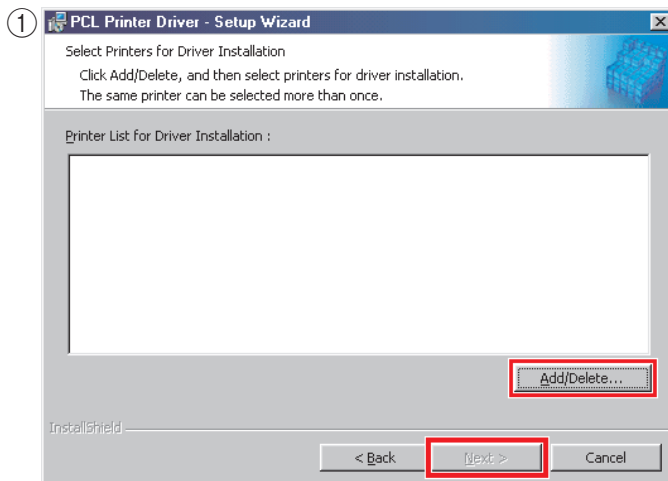 ①
PCL Printer Driver - Setup Wizard
Select Printers for Driver Installation
Click Add/Delete, and then select printers for driver installation.
The same printer can be selected more than once.
Printer List for Driver Installation :
Add/Delete...
InstallShield
< Back Next > Cancel